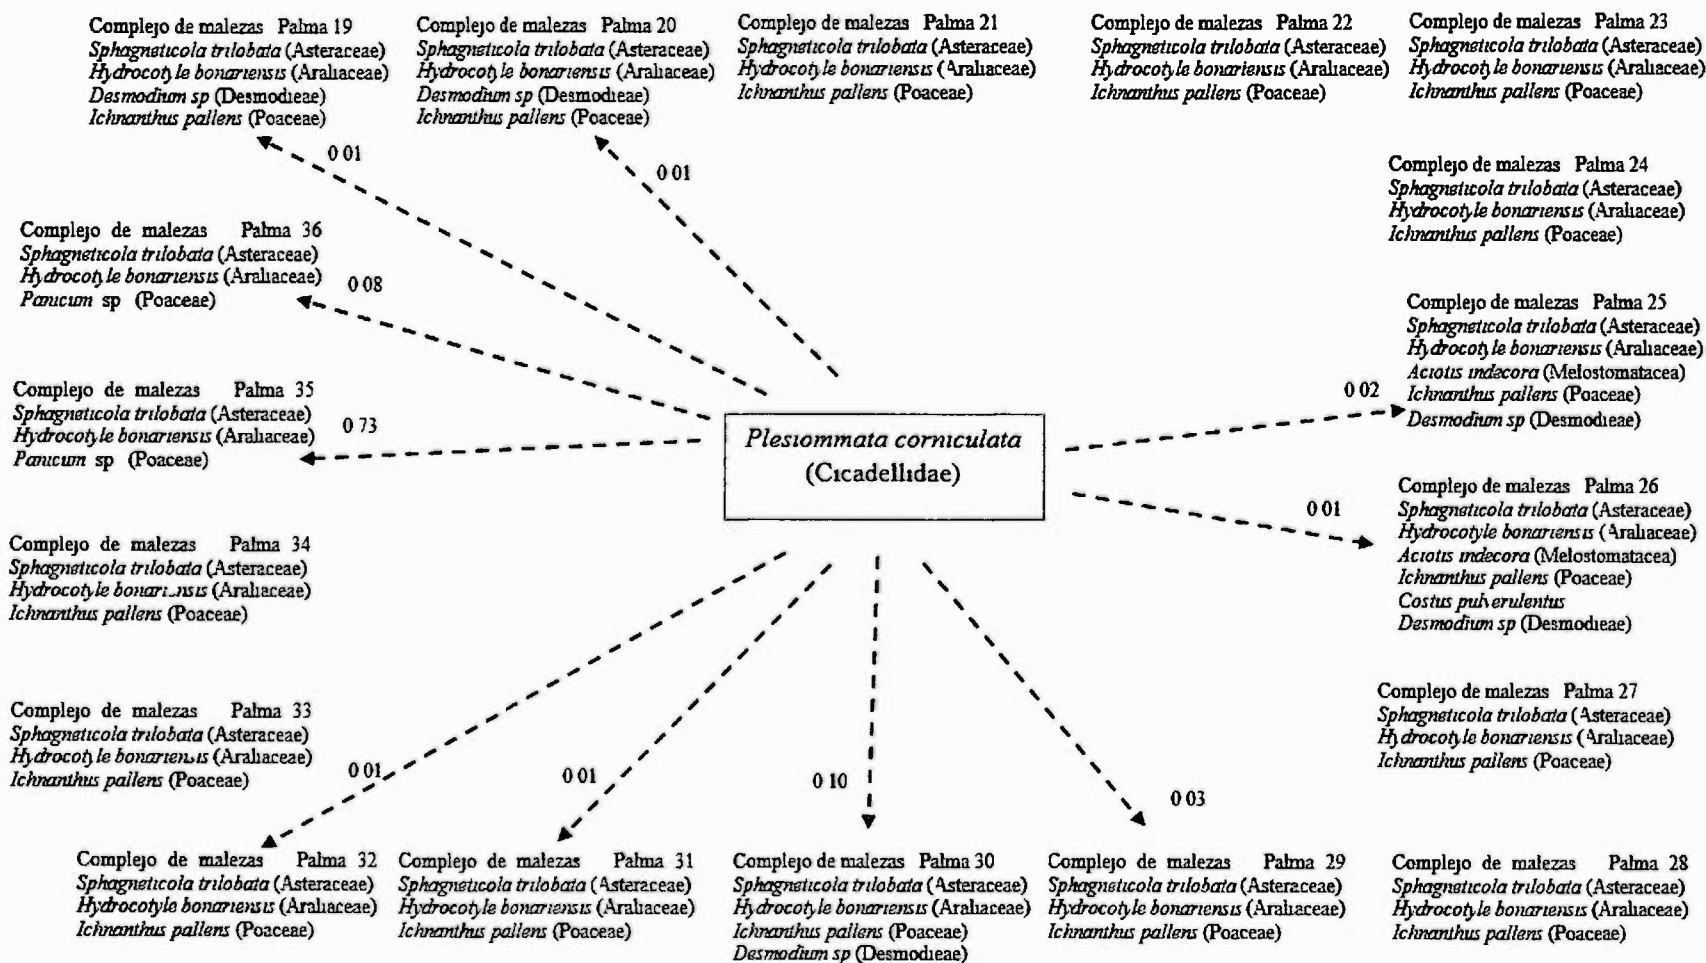 Complejo de malezas Palma 19
Sphagneticola trilobata (Asteraceae)
Hydrocotyle bonariensis (Araliaceae)
Desmodium sp (Desmodieae)
Ichnanthus pallens (Poaceae)
Complejo de malezas Palma 20
Sphagneticola trilobata (Asteraceae)
Hydrocotyle bonariensis (Araliaceae)
Desmodium sp (Desmodieae)
Ichnanthus pallens (Poaceae)
Complejo de malezas Palma 21
Sphagneticola trilobata (Asteraceae)
Hydrocotyle bonariensis (Araliaceae)
Ichnanthus pallens (Poaceae)
Complejo de malezas Palma 22
Sphagneticola trilobata (Asteraceae)
Hydrocotyle bonariensis (Araliaceae)
Ichnanthus pallens (Poaceae)
Complejo de malezas Palma 23
Sphagneticola trilobata (Asteraceae)
Hydrocotyle bonariensis (Araliaceae)
Ichnanthus pallens (Poaceae)
0 01
0 01
Complejo de malezas Palma 24
Sphagneticola trilobata (Asteraceae)
Hydrocotyle bonariensis (Araliaceae)
Ichnanthus pallens (Poaceae)
Complejo de malezas Palma 36
Sphagneticola trilobata (Asteraceae)
Hydrocotyle bonariensis (Araliaceae)
Panicum sp (Poaceae)
0 08
Complejo de malezas Palma 25
Sphagneticola trilobata (Asteraceae)
Hydrocotyle bonariensis (Araliaceae)
Aciotis indecora (Melostomatacea)
Ichnanthus pallens (Poaceae)
Desmodium sp (Desmodieae)
0 02
Complejo de malezas Palma 35
Sphagneticola trilobata (Asteraceae)
Hydrocotyle bonariensis (Araliaceae)
Panicum sp (Poaceae)
0 73
Plesiommata corniculata
(Cicadellidae)
0 01
Complejo de malezas Palma 26
Sphagneticola trilobata (Asteraceae)
Hydrocotyle bonariensis (Araliaceae)
Aciotis indecora (Melostomatacea)
Ichnanthus pallens (Poaceae)
Costus pulverulentus
Desmodium sp (Desmodieae)
Complejo de malezas Palma 34
Sphagneticola trilobata (Asteraceae)
Hydrocotyle bonariensis (Araliaceae)
Ichnanthus pallens (Poaceae)
Complejo de malezas Palma 27
Sphagneticola trilobata (Asteraceae)
Hydrocotyle bonariensis (Araliaceae)
Ichnanthus pallens (Poaceae)
Complejo de malezas Palma 33
Sphagneticola trilobata (Asteraceae)
Hydrocotyle bonariensis (Araliaceae)
Ichnanthus pallens (Poaceae)
0 01
0 01
0 10
0 03
Complejo de malezas Palma 32
Sphagneticola trilobata (Asteraceae)
Hydrocotyle bonariensis (Araliaceae)
Ichnanthus pallens (Poaceae)
Complejo de malezas Palma 31
Sphagneticola trilobata (Asteraceae)
Hydrocotyle bonariensis (Araliaceae)
Ichnanthus pallens (Poaceae)
Complejo de malezas Palma 30
Sphagneticola trilobata (Asteraceae)
Hydrocotyle bonariensis (Araliaceae)
Ichnanthus pallens (Poaceae)
Desmodium sp (Desmodieae)
Complejo de malezas Palma 29
Sphagneticola trilobata (Asteraceae)
Hydrocotyle bonariensis (Araliaceae)
Ichnanthus pallens (Poaceae)
Complejo de malezas Palma 28
Sphagneticola trilobata (Asteraceae)
Hydrocotyle bonariensis (Araliaceae)
Ichnanthus pallens (Poaceae)